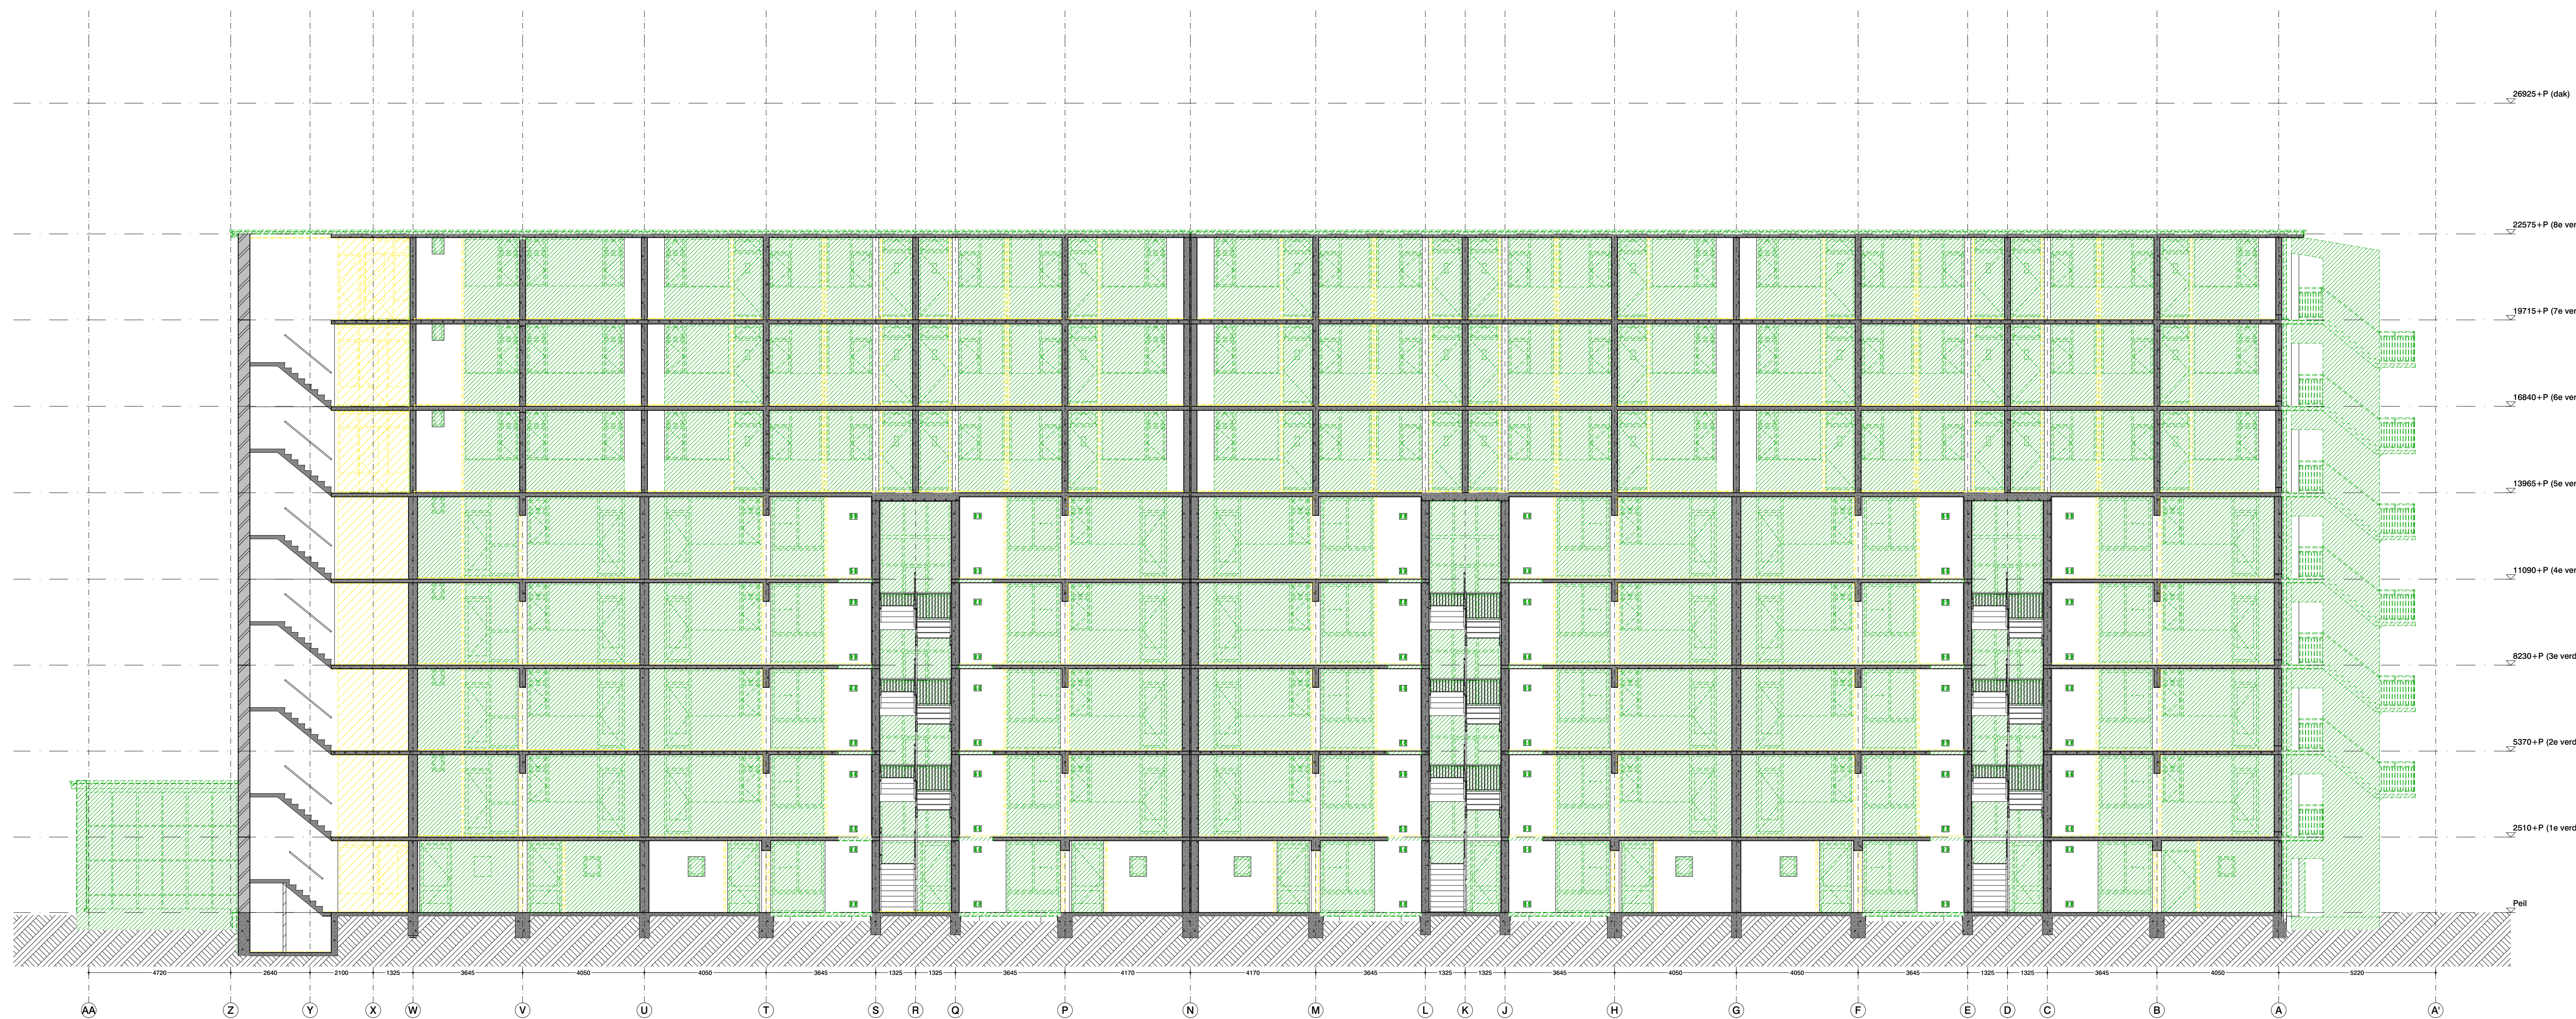 26925+P (dak)
22575+P (8e ver
19715+P (7e ver
16840+P (6e ver
13965+P (5e ver
11090+P (4e ver
8230+P (3e verd
5370+P (2e verd
2510+P (1e verd
Peil
4720 2640 2100 1325 3645 4050 4050 3645 1325 1325 3645 4170 4170 3645 1325 1325 3645 4050 4050 3645 1325 1325 3645 4050 5220
AA Z Y X W V U T S R Q P N M L K J H G F E D C B A A'